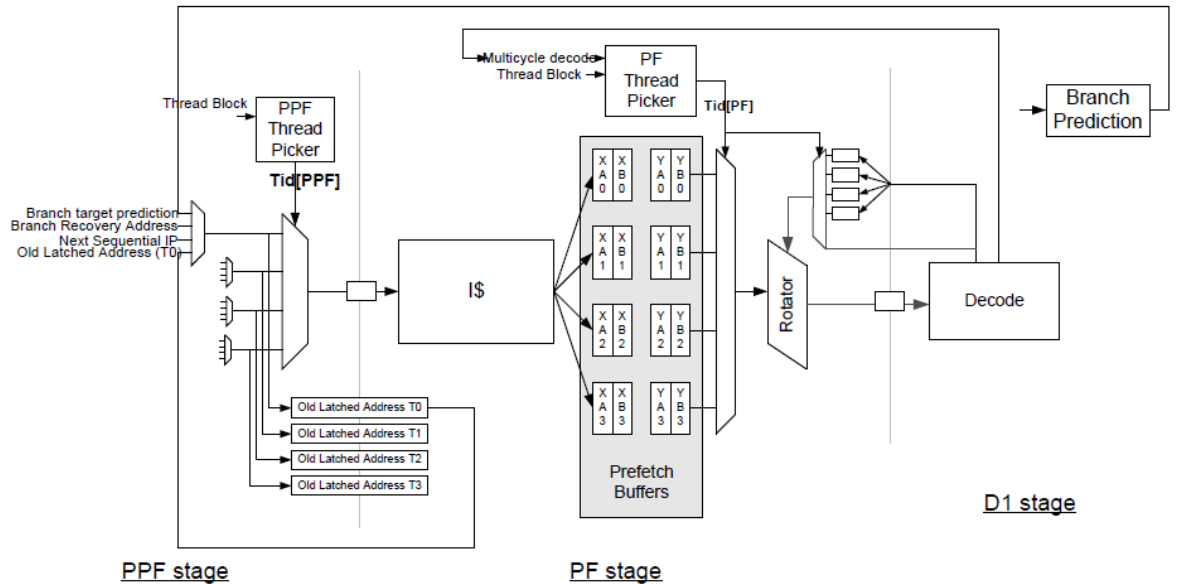 Multicycle decode
Thread Block
PF
Thread
Picker
Tid[PF]
Branch
Prediction
Thread Block
PPF
Thread
Picker
Tid[PPF]
Branch target prediction
Branch Recovery Address
Next Sequential IP
Old Latched Address (T0)
I$
X
A
0
X
B
0
Y
A
0
Y
B
0
X
A
1
X
B
1
Y
A
1
Y
B
1
X
A
2
X
B
2
Y
A
2
Y
B
2
X
A
3
X
B
3
Y
A
3
Y
B
3
Prefetch
Buffers
Rotator
Decode
Old Latched Address T0
Old Latched Address T1
Old Latched Address T2
Old Latched Address T3
D1 stage
PPF stage
PF stage